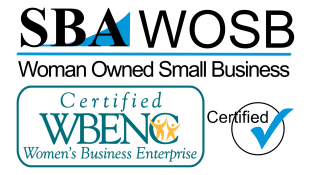 SBA WOSB
Woman Owned Small Business
Certified
WBENC
Women's Business Enterprise
Certified